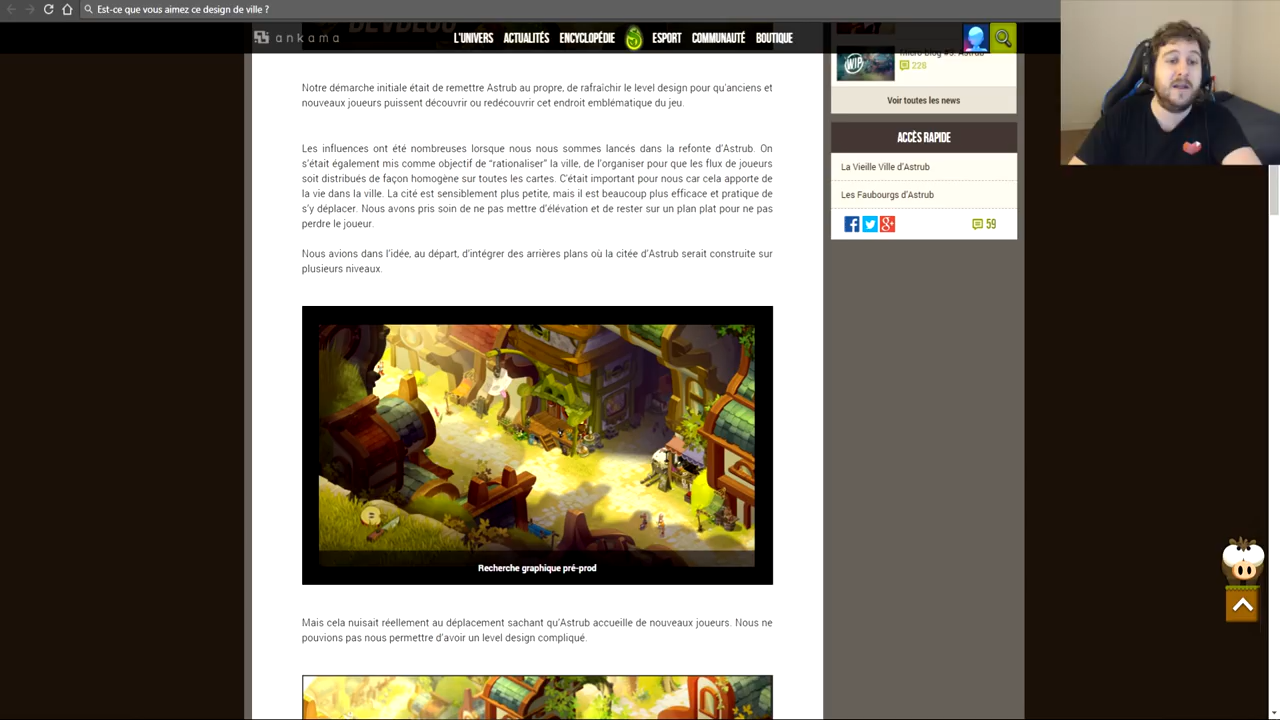 Est-ce que vous aimez ce design de ville ?
DEVBLOG
ankama
L'UNIVERS ACTUALITÉS ENCYCLOPÉDIE ESPORT COMMUNAUTÉ BOUTIQUE
Notre démarche initiale était de remettre Astrub au propre, de rafraîchir le level design pour qu'anciens et
nouveaux joueurs puissent découvrir ou redécouvrir cet endroit emblématique du jeu.
Les influences ont été nombreuses lorsque nous nous sommes lancés dans la refonte d'Astrub. On
s'était également mis comme objectif de "rationaliser" la ville, de l'organiser pour que les flux de joueurs
soit distribués de façon homogène sur toutes les cartes. C'était important pour nous car cela apporte de
la vie dans la ville. La cité est sensiblement plus petite, mais il est beaucoup plus efficace et pratique de
s'y déplacer. Nous avons pris soin de ne pas mettre d'élévation et de rester sur un plan plat pour ne pas
perdre le joueur.
Nous avions dans l'idée, au départ, d'intégrer des arrières plans où la citée d'Astrub serait construite sur
plusieurs niveaux.
Recherche graphique pré-prod
Mais cela nuisait réellement au déplacement sachant qu'Astrub accueille de nouveaux joueurs. Nous ne
pouvions pas nous permettre d'avoir un level design compliqué.
WIP
Micro blog #3: Astrub
228
Voir toutes les news
ACCÈS RAPIDE
La Vieille Ville d'Astrub
Les Faubourgs d'Astrub
59